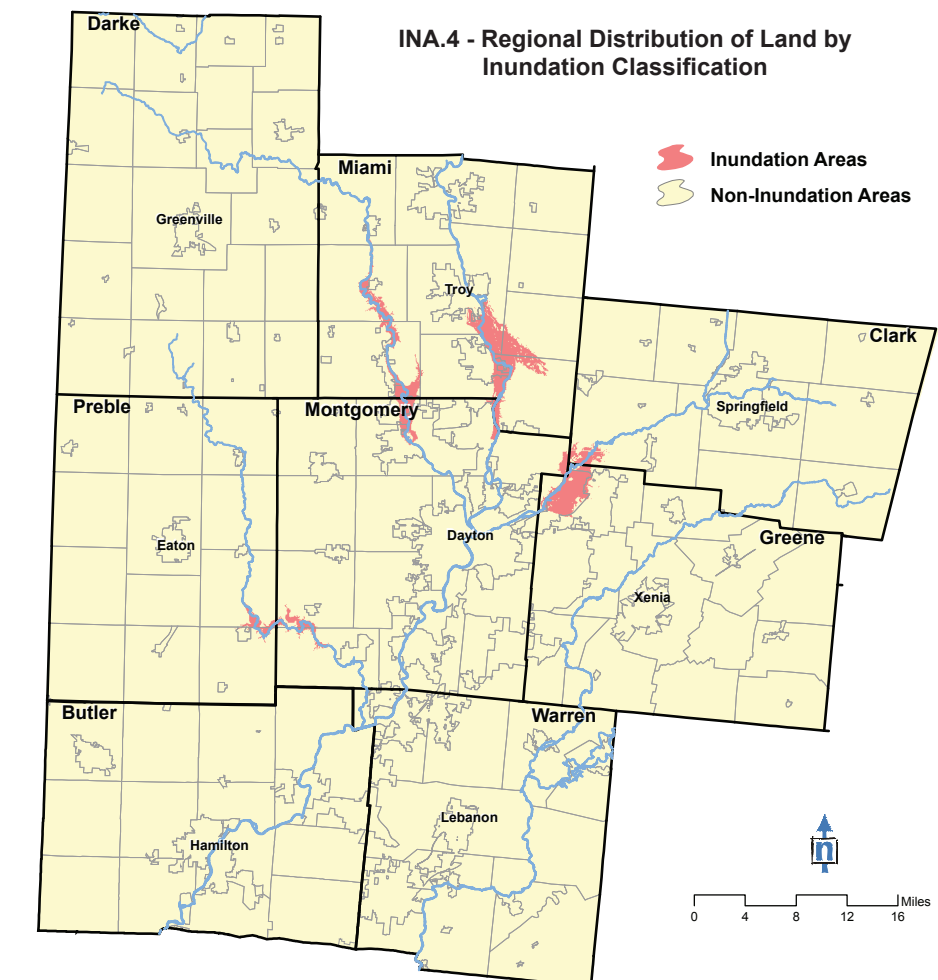 INA.4 - Regional Distribution of Land by
Inundation Classification
Inundation Areas
Non-Inundation Areas
Darke
Miami
Greenville
Troy
Clark
Preble
Montgomery
Springfield
Dayton
Greene
Eaton
Xenia
Butler
Warren
Lebanon
Hamilton
n
Miles
0 4 8 12 16